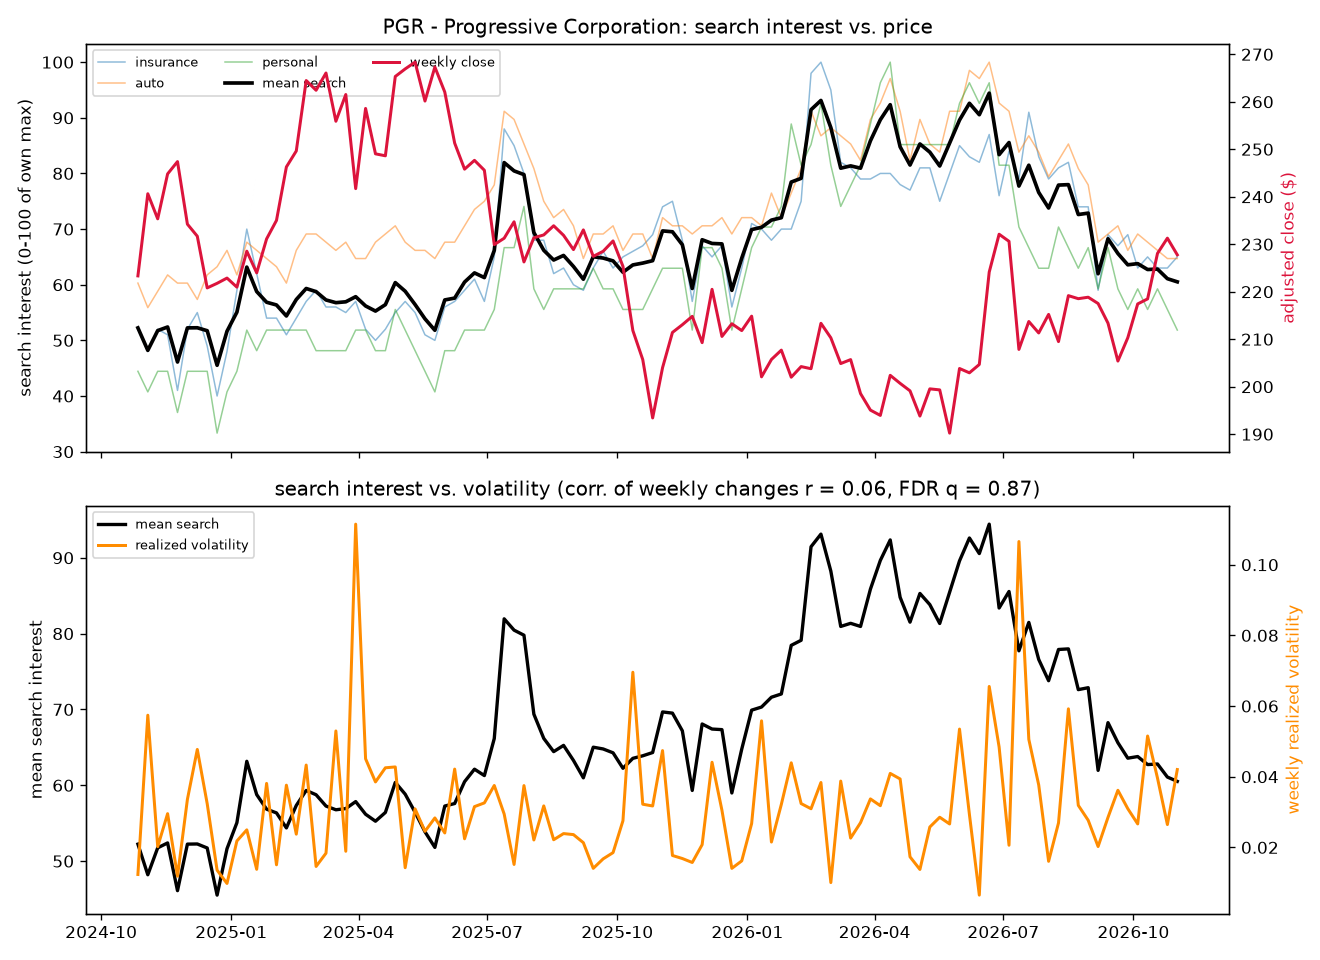 PGR - Progressive Corporation: search interest vs. price
insurance
auto
personal
mean search
weekly close
search interest (0-100 of own max)
100
90
80
70
60
50
40
30
adjusted close ($)
270
260
250
240
230
220
210
200
190
search interest vs. volatility (corr. of weekly changes r = 0.06, FDR q = 0.87)
mean search
realized volatility
mean search interest
90
80
70
60
50
weekly realized volatility
0.10
0.08
0.06
0.04
0.02
2024-10
2025-01
2025-04
2025-07
2025-10
2026-01
2026-04
2026-07
2026-10